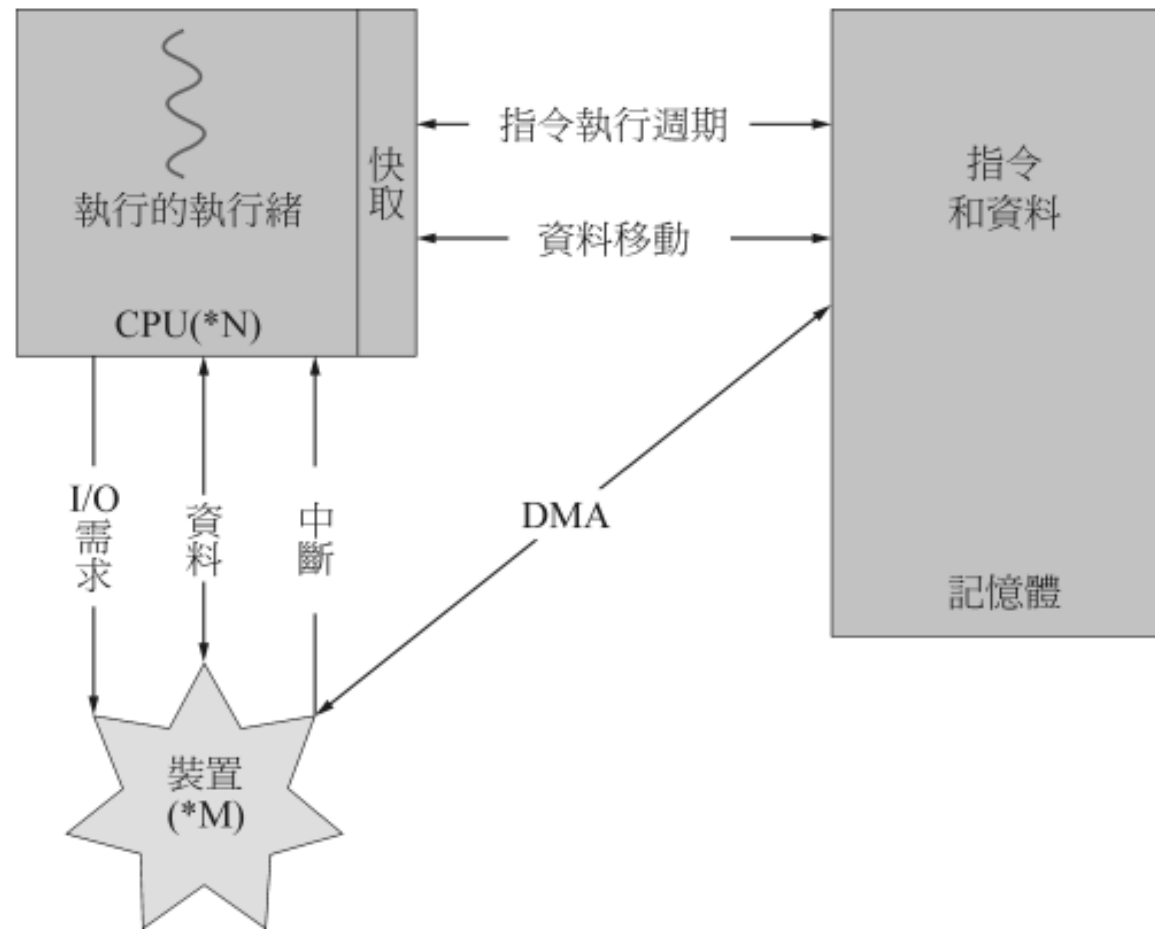 執行的執行緒
CPU(*N)
快取
指令執行週期
資料移動
指令
和資料
記憶體
I/O
需求
資料
中斷
DMA
裝置
(*M)